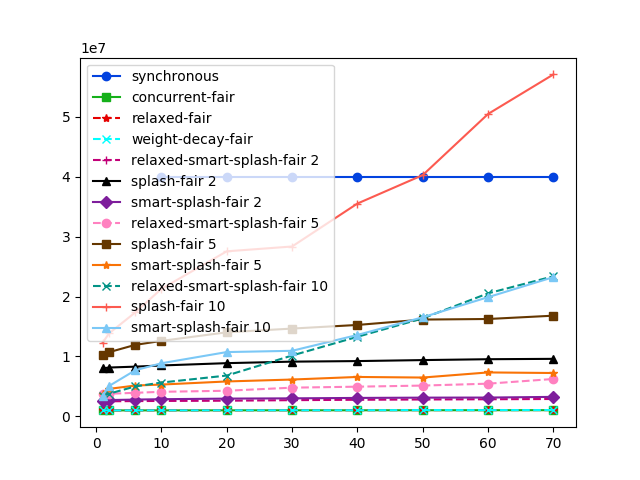 1e7
synchronous
concurrent-fair
relaxed-fair
weight-decay-fair
relaxed-smart-splash-fair 2
splash-fair 2
smart-splash-fair 2
relaxed-smart-splash-fair 5
splash-fair 5
smart-splash-fair 5
relaxed-smart-splash-fair 10
splash-fair 10
smart-splash-fair 10
5
4
3
2
1
0
0 10 20 30 40 50 60 70